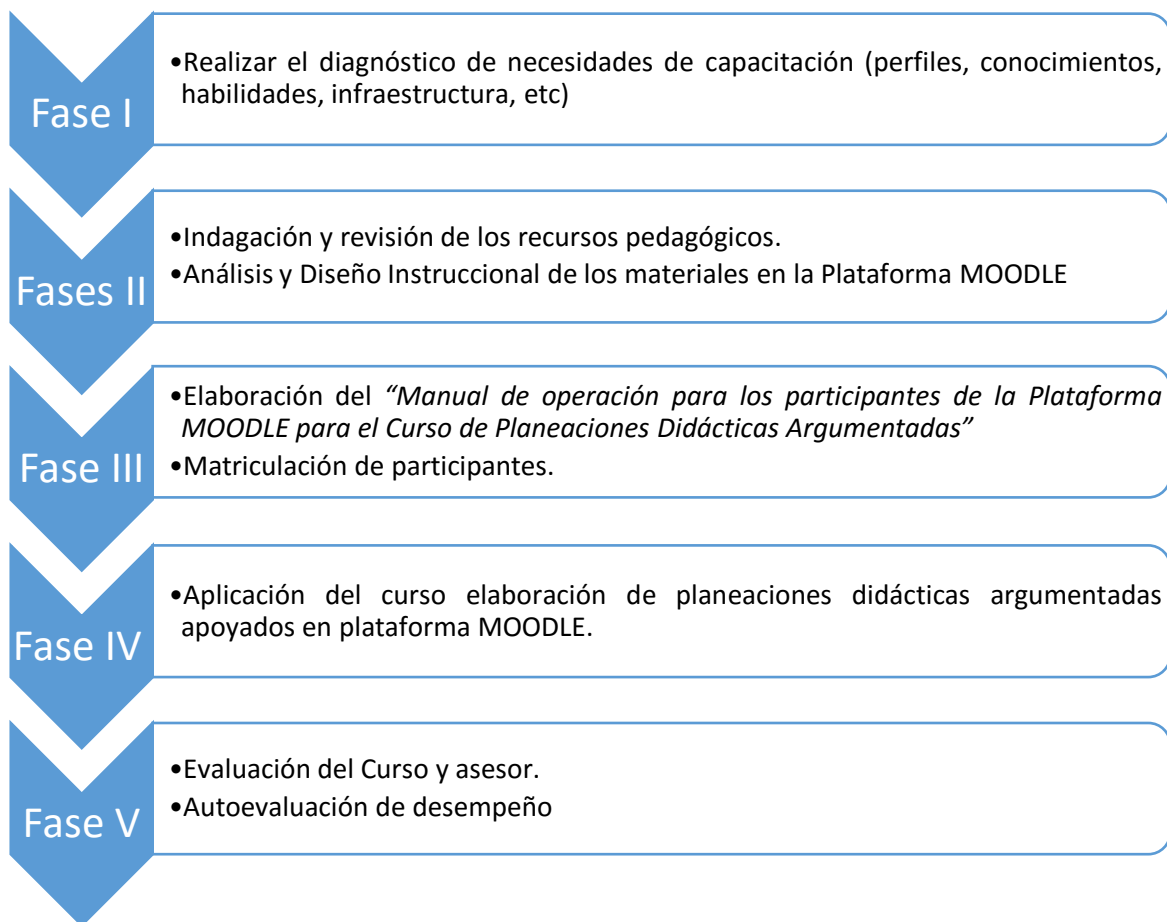 Fase I
•Realizar el diagnóstico de necesidades de capacitación (perfiles, conocimientos,
habilidades, infraestructura, etc)
Fases II
•Indagación y revisión de los recursos pedagógicos.
•Análisis y Diseño Instruccional de los materiales en la Plataforma MOODLE
Fase III
•Elaboración del “Manual de operación para los participantes de la Plataforma
MOODLE para el Curso de Planeaciones Didácticas Argumentadas”
•Matriculación de participantes.
Fase IV
•Aplicación del curso elaboración de planeaciones didácticas argumentadas
apoyados en plataforma MOODLE.
Fase V
•Evaluación del Curso y asesor.
•Autoevaluación de desempeño